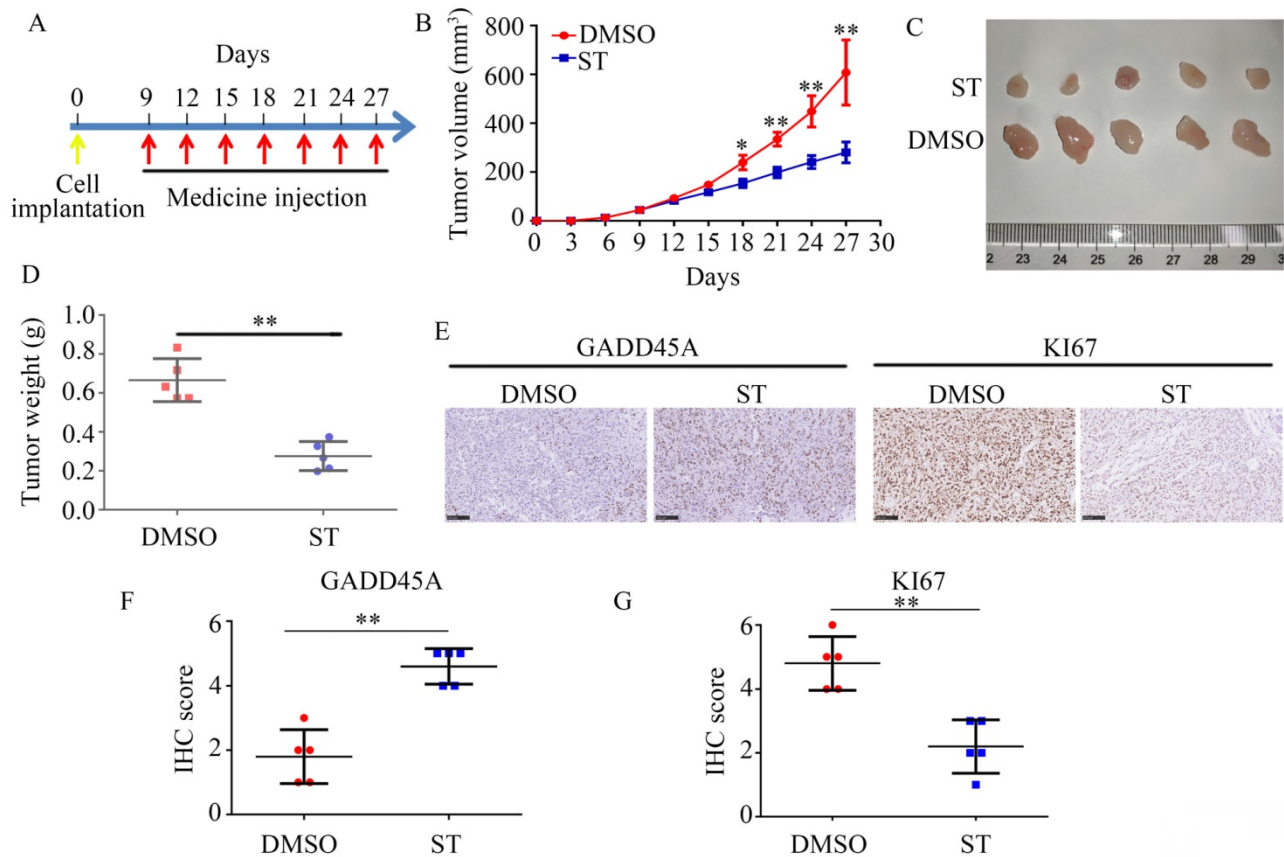 A
Days
0 9 12 15 18 21 24 27
Cell
implantation
Medicine injection
B
Tumor volume (mm³)
800
600
400
200
0
DMSO
ST
*
**
**
**
0 3 6 9 12 15 18 21 24 27 30
Days
C
ST
DMSO
2 23 24 25 26 27 28 29 3
D
Tumor weight (g)
1.0
0.8
0.6
0.4
0.2
0.0
**
DMSO ST
E
GADD45A KI67
DMSO ST DMSO ST
F
GADD45A
IHC score
6
4
2
0
**
DMSO ST
G
KI67
IHC score
6
4
2
0
**
DMSO ST